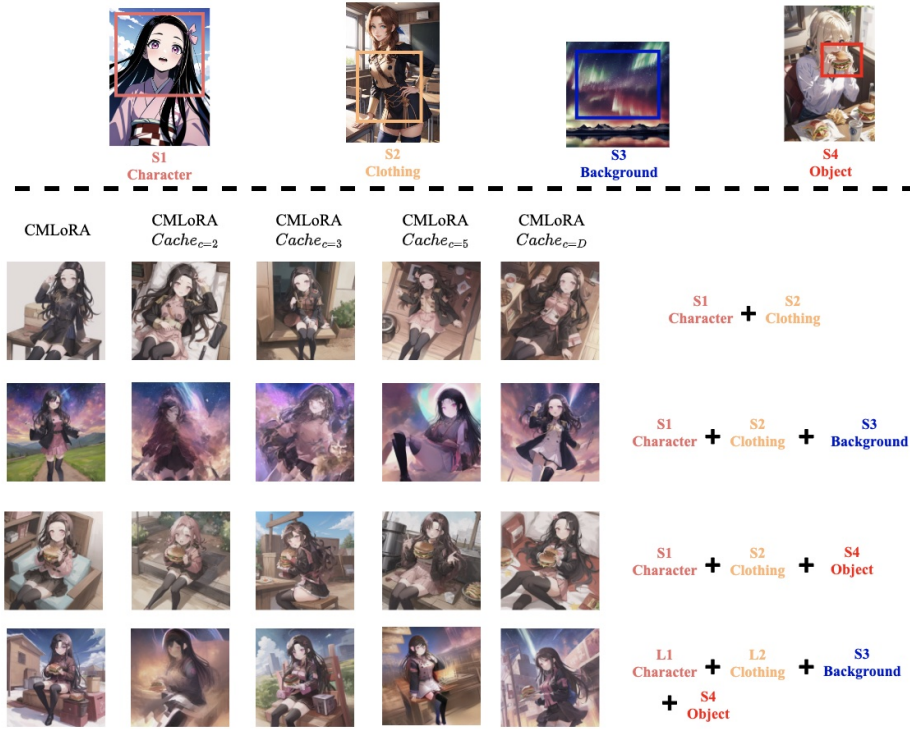 S1
Character
S2
Clothing
S3
Background
S4
Object
CMLoRA
CMLoRA
Cache_{c=2}
CMLoRA
Cache_{c=3}
CMLoRA
Cache_{c=5}
CMLoRA
Cache_{c=D}
S1
Character
+
S2
Clothing
S1
Character
+
S2
Clothing
+
S3
Background
S1
Character
+
S2
Clothing
+
S4
Object
L1
Character
+
L2
Clothing
+
S3
Background
+
S4
Object